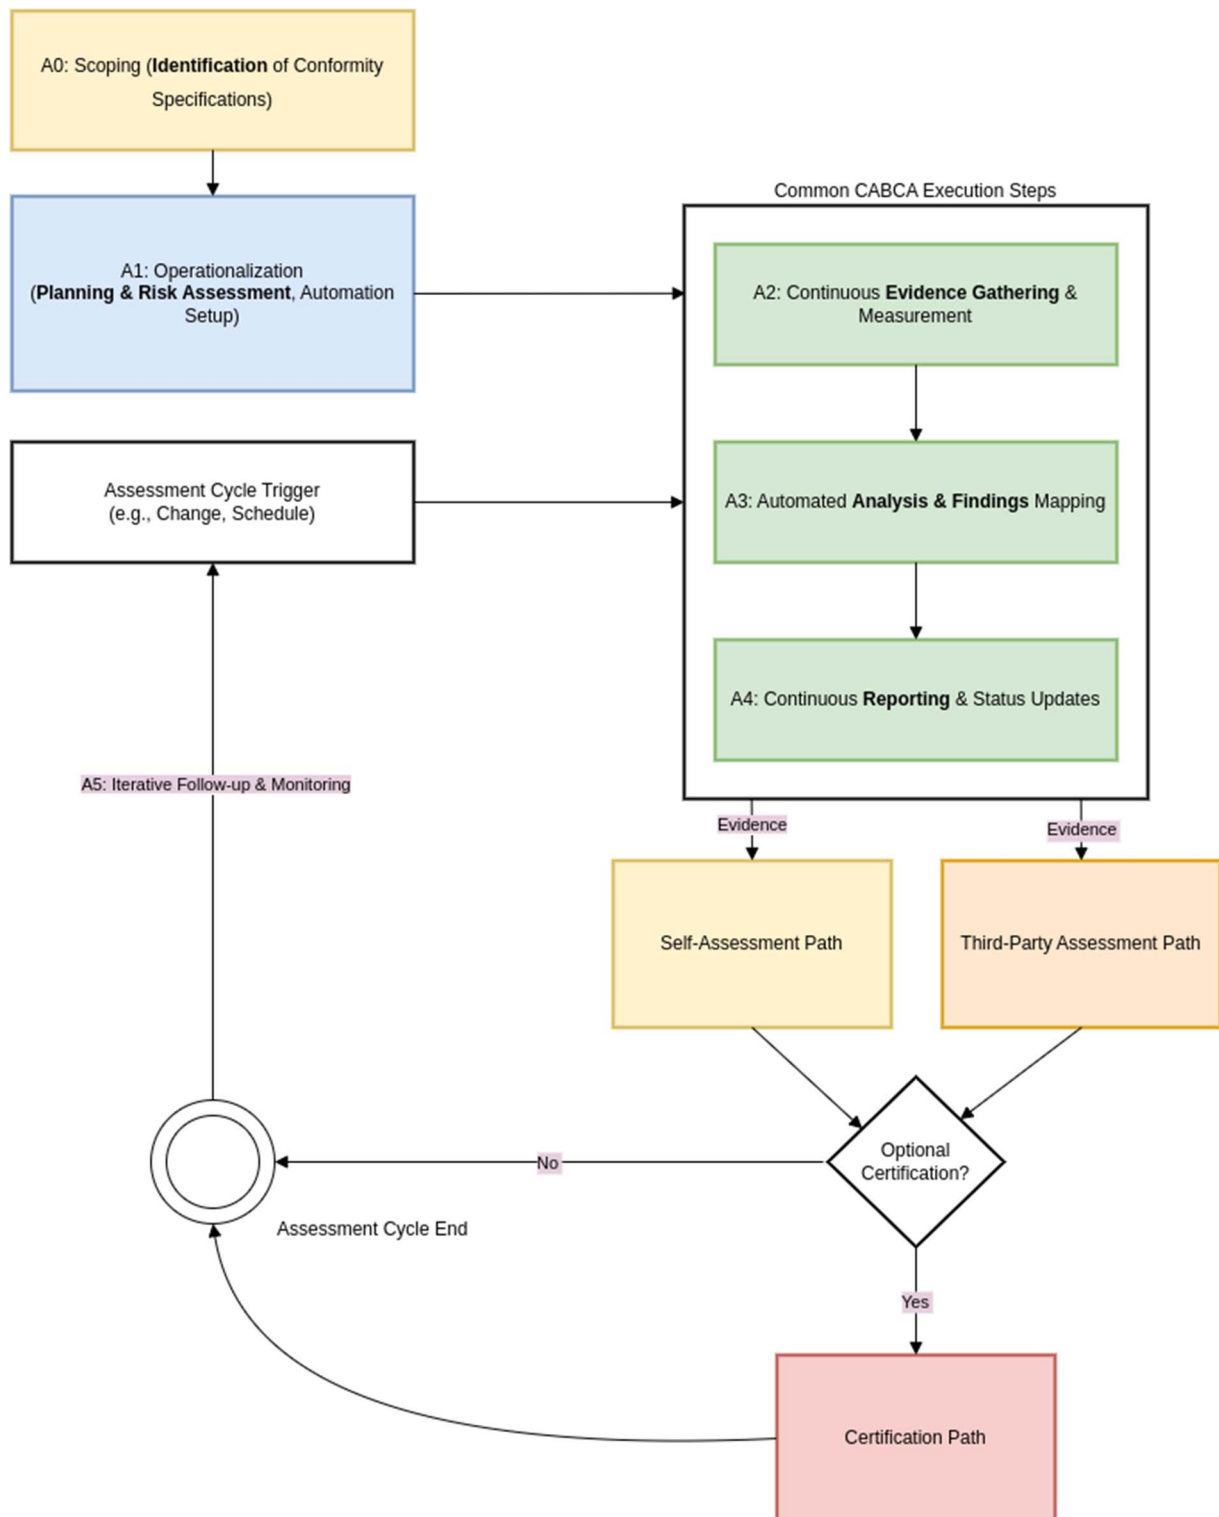 A0: Scoping (Identification of Conformity
Specifications)
A1: Operationalization
(Planning & Risk Assessment, Automation
Setup)
Common CABCA Execution Steps
A2: Continuous Evidence Gathering &
Measurement
Assessment Cycle Trigger
(e.g., Change, Schedule)
A3: Automated Analysis & Findings Mapping
A4: Continuous Reporting & Status Updates
A5: Iterative Follow-up & Monitoring
Evidence
Evidence
Self-Assessment Path
Third-Party Assessment Path
Optional
Certification?
No
Assessment Cycle End
Yes
Certification Path